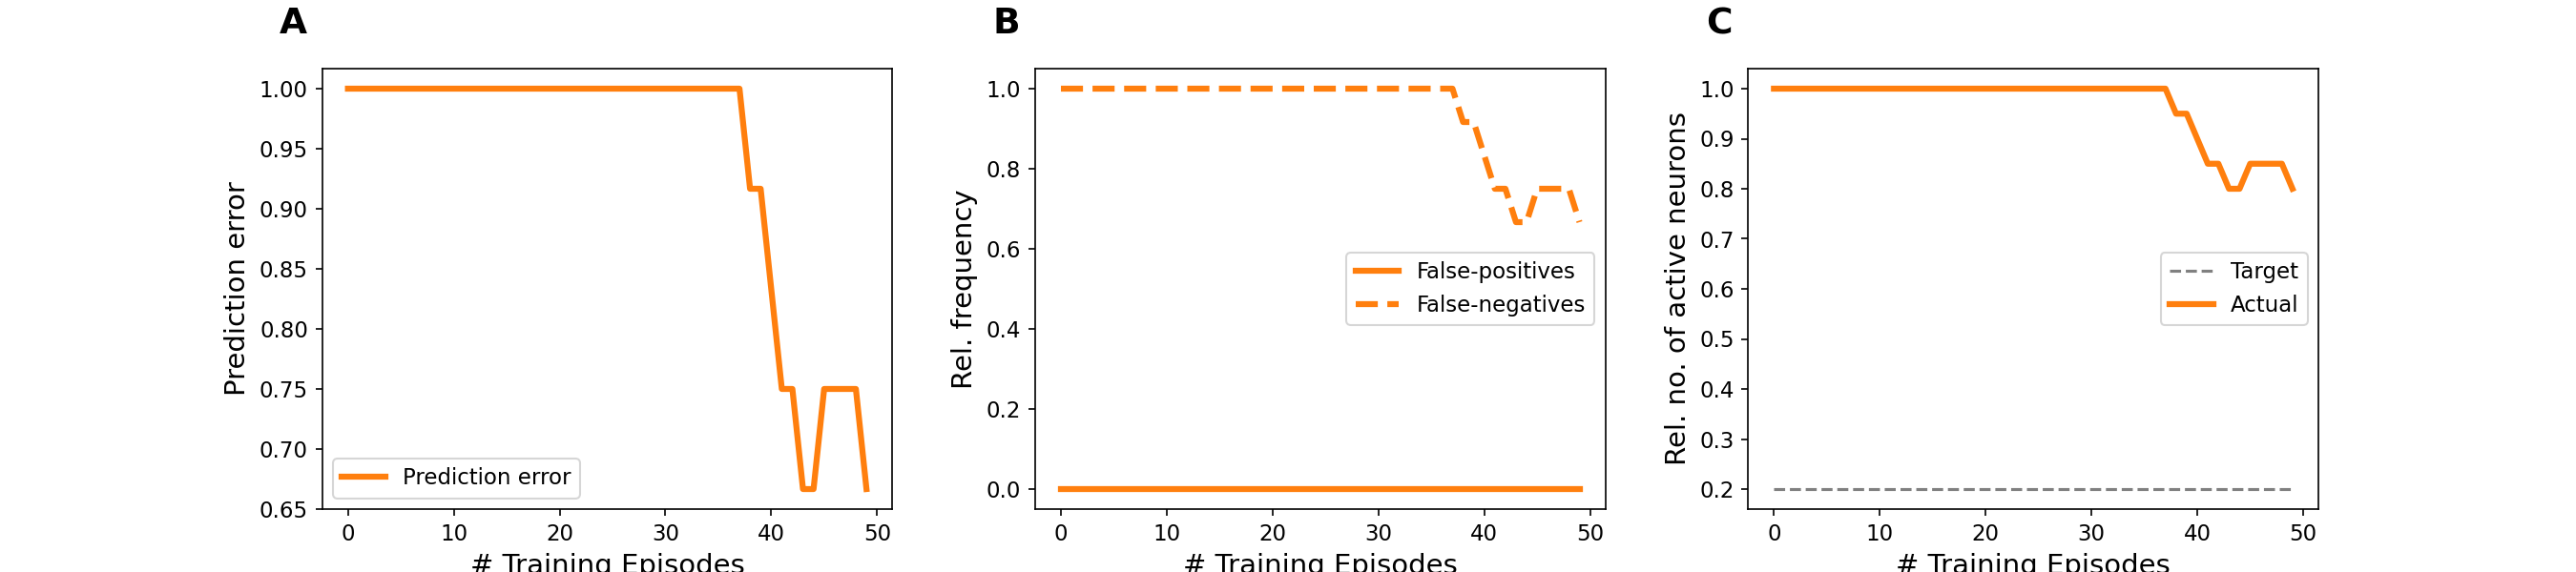 A
B
C
1.00
0.95
0.90
0.85
0.80
0.75
0.70
0.65
Prediction error
Prediction error
0
10
20
30
40
50
# Training Episodes
1.0
0.8
0.6
0.4
0.2
0.0
Rel. frequency
False-positives
False-negatives
0
10
20
30
40
50
# Training Episodes
1.0
0.9
0.8
0.7
0.6
0.5
0.4
0.3
0.2
Rel. no. of active neurons
Target
Actual
0
10
20
30
40
50
# Training Episodes